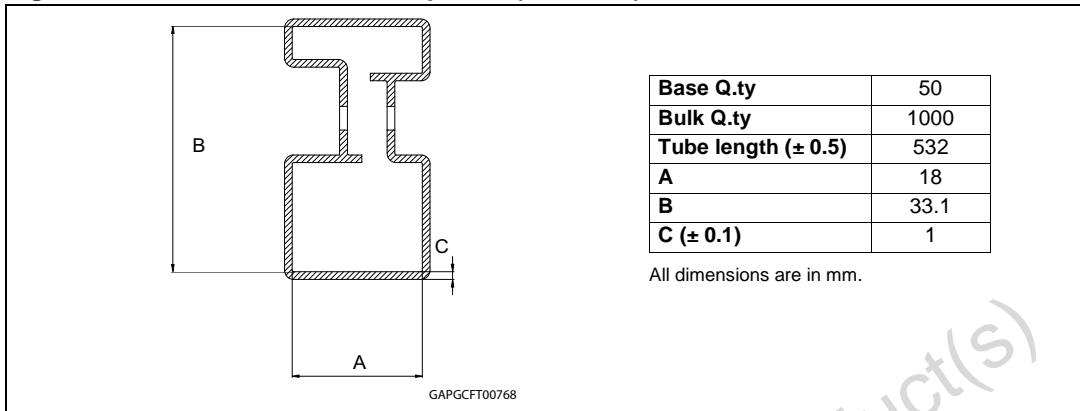 B
C
A
GAPGCFT00768
Base Q.ty 50
Bulk Q.ty 1000
Tube length (± 0.5) 532
A 18
B 33.1
C (± 0.1) 1
All dimensions are in mm.
uct(s)